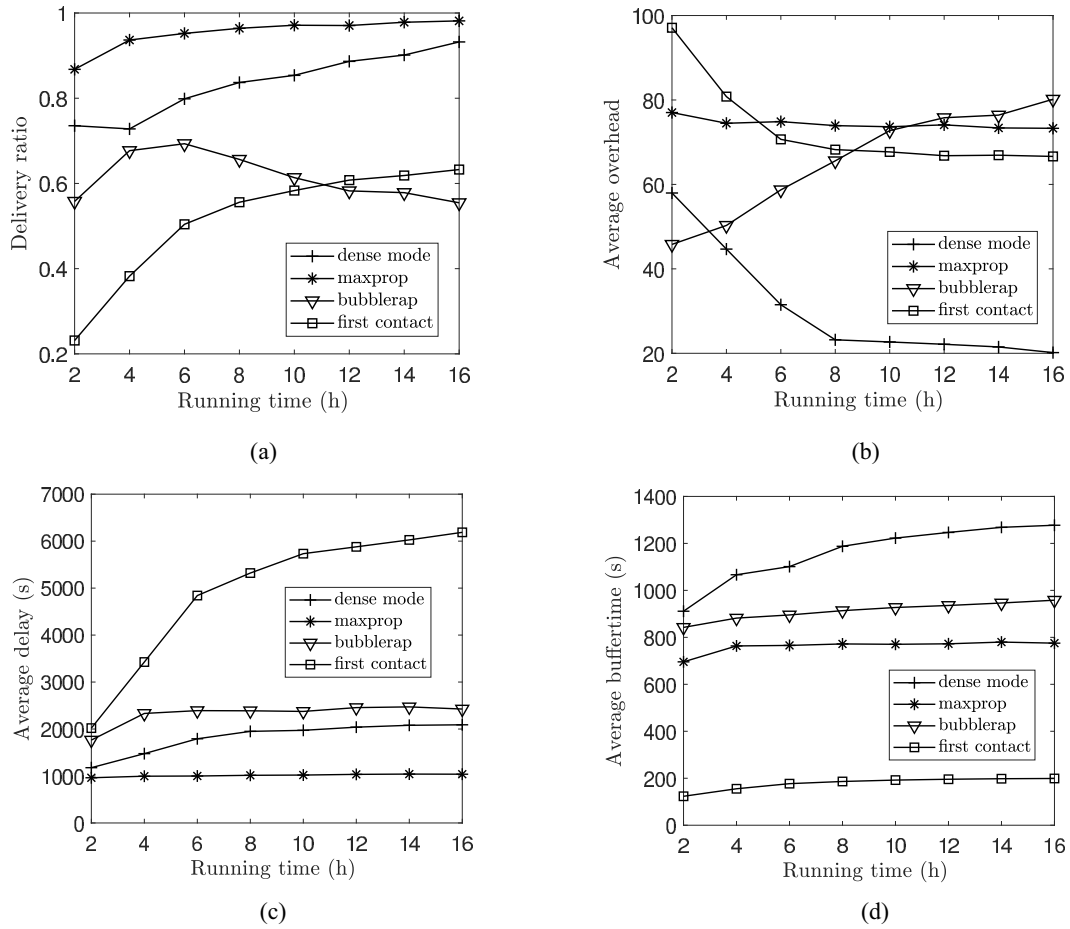 Delivery ratio
1
0.8
0.6
0.4
0.2
dense mode
maxprop
bubblerap
first contact
2 4 6 8 10 12 14 16
Running time (h)
(a)
Average overhead
100
80
60
40
20
dense mode
maxprop
bubblerap
first contact
2 4 6 8 10 12 14 16
Running time (h)
(b)
Average delay (s)
7000
6000
5000
4000
3000
2000
1000
0
dense mode
maxprop
bubblerap
first contact
2 4 6 8 10 12 14 16
Running time (h)
(c)
Average buffertime (s)
1400
1200
1000
800
600
400
200
0
dense mode
maxprop
bubblerap
first contact
2 4 6 8 10 12 14 16
Running time (h)
(d)